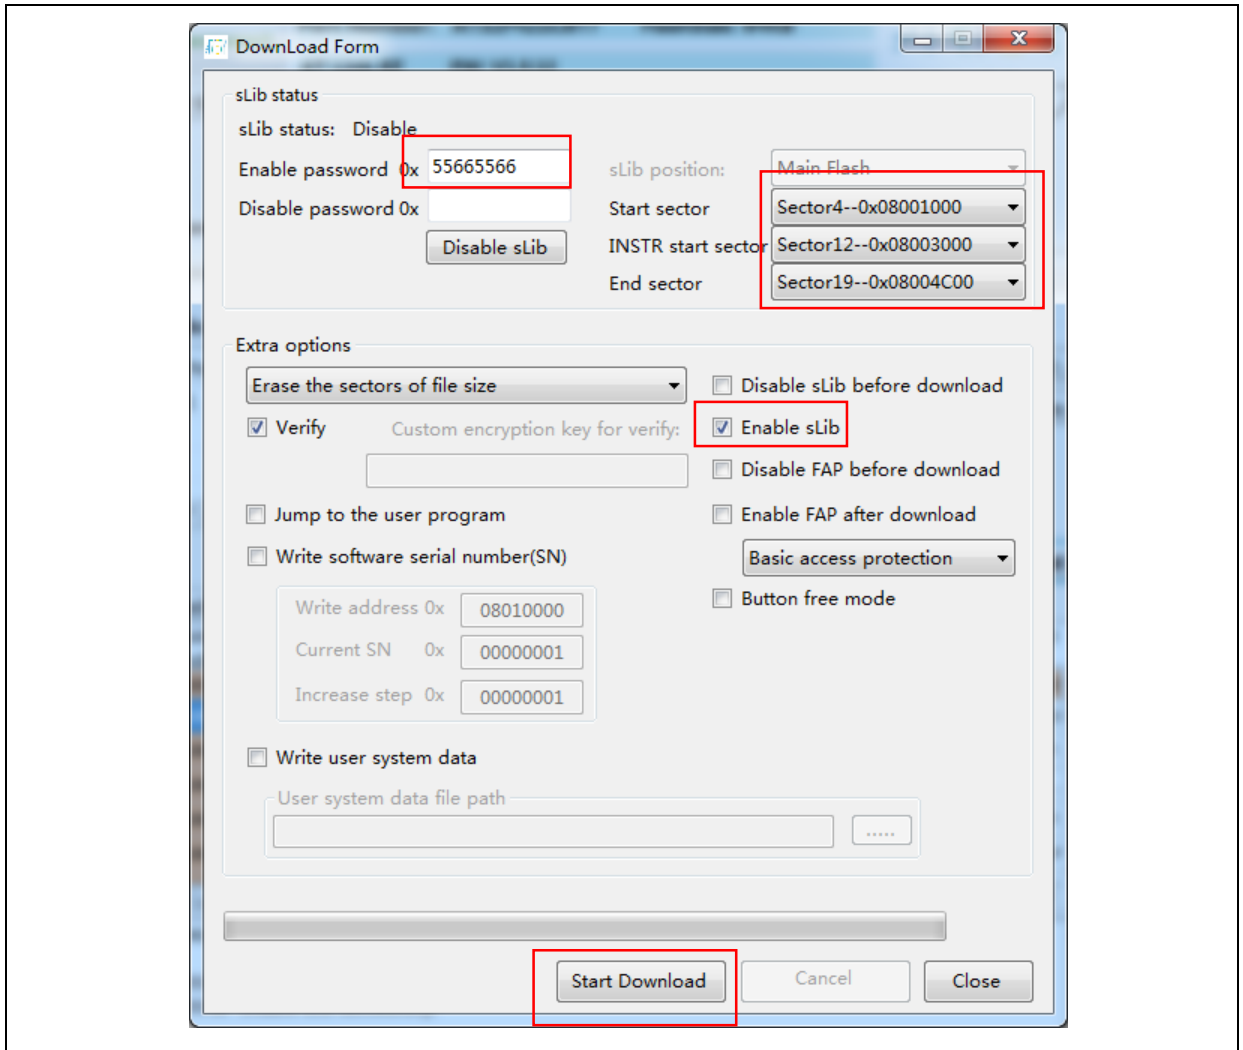 DownLoad Form
sLib status
sLib status: Disable
Enable password 0x 55665566
sLib position: Main Flash
Disable password 0x
Start sector Sector4--0x08001000
Disable sLib
INSTR start sector Sector12--0x08003000
End sector Sector19--0x08004C00
Extra options
Erase the sectors of file size
Disable sLib before download
Verify
Custom encryption key for verify:
Enable sLib
Disable FAP before download
Jump to the user program
Enable FAP after download
Write software serial number(SN)
Basic access protection
Write address 0x 08010000
Button free mode
Current SN 0x 00000001
Increase step 0x 00000001
Write user system data
User system data file path
.....
Start Download
Cancel
Close